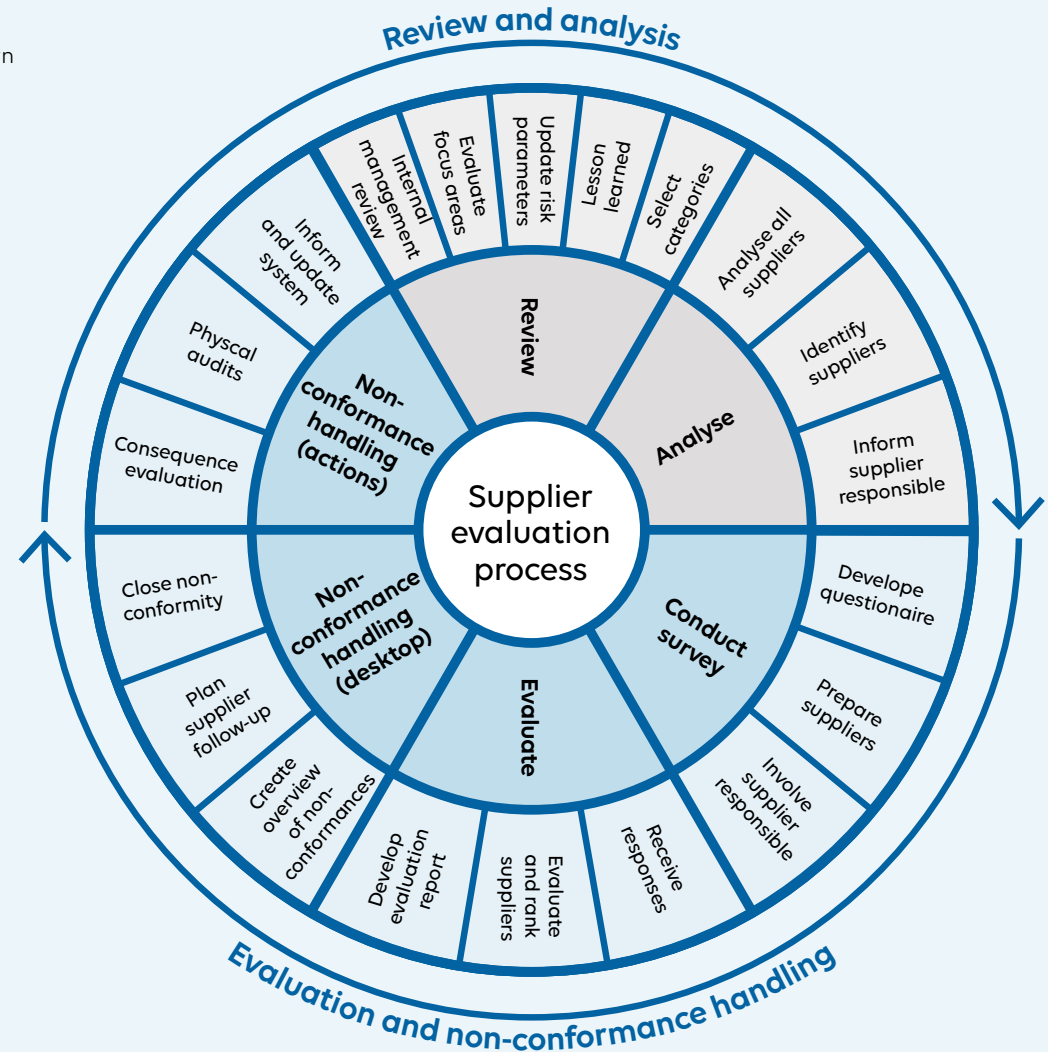 n
Review and analysis
Internal
management
review
Evaluate
focus areas
Update risk
parameters
Lesson
learned
Select
categories
Analyse all
suppliers
Identify
suppliers
Inform
supplier
responsible
Develope
questionaire
Prepare
suppliers
Involve
supplier
responsible
Receive
responses
Evaluate
and rank
suppliers
Develop
evaluation
report
Create
overview
of non-
conformances
Plan
supplier
follow-up
Close non-
conformity
Consequence
evaluation
Physcal
audits
Inform
and update
system
Review
Analyse
Conduct
survey
Evaluate
Non-
conformance
handling
(desktop)
Non-
conformance
handling
(actions)
Supplier
evaluation
process
Evaluation and non-conformance handling